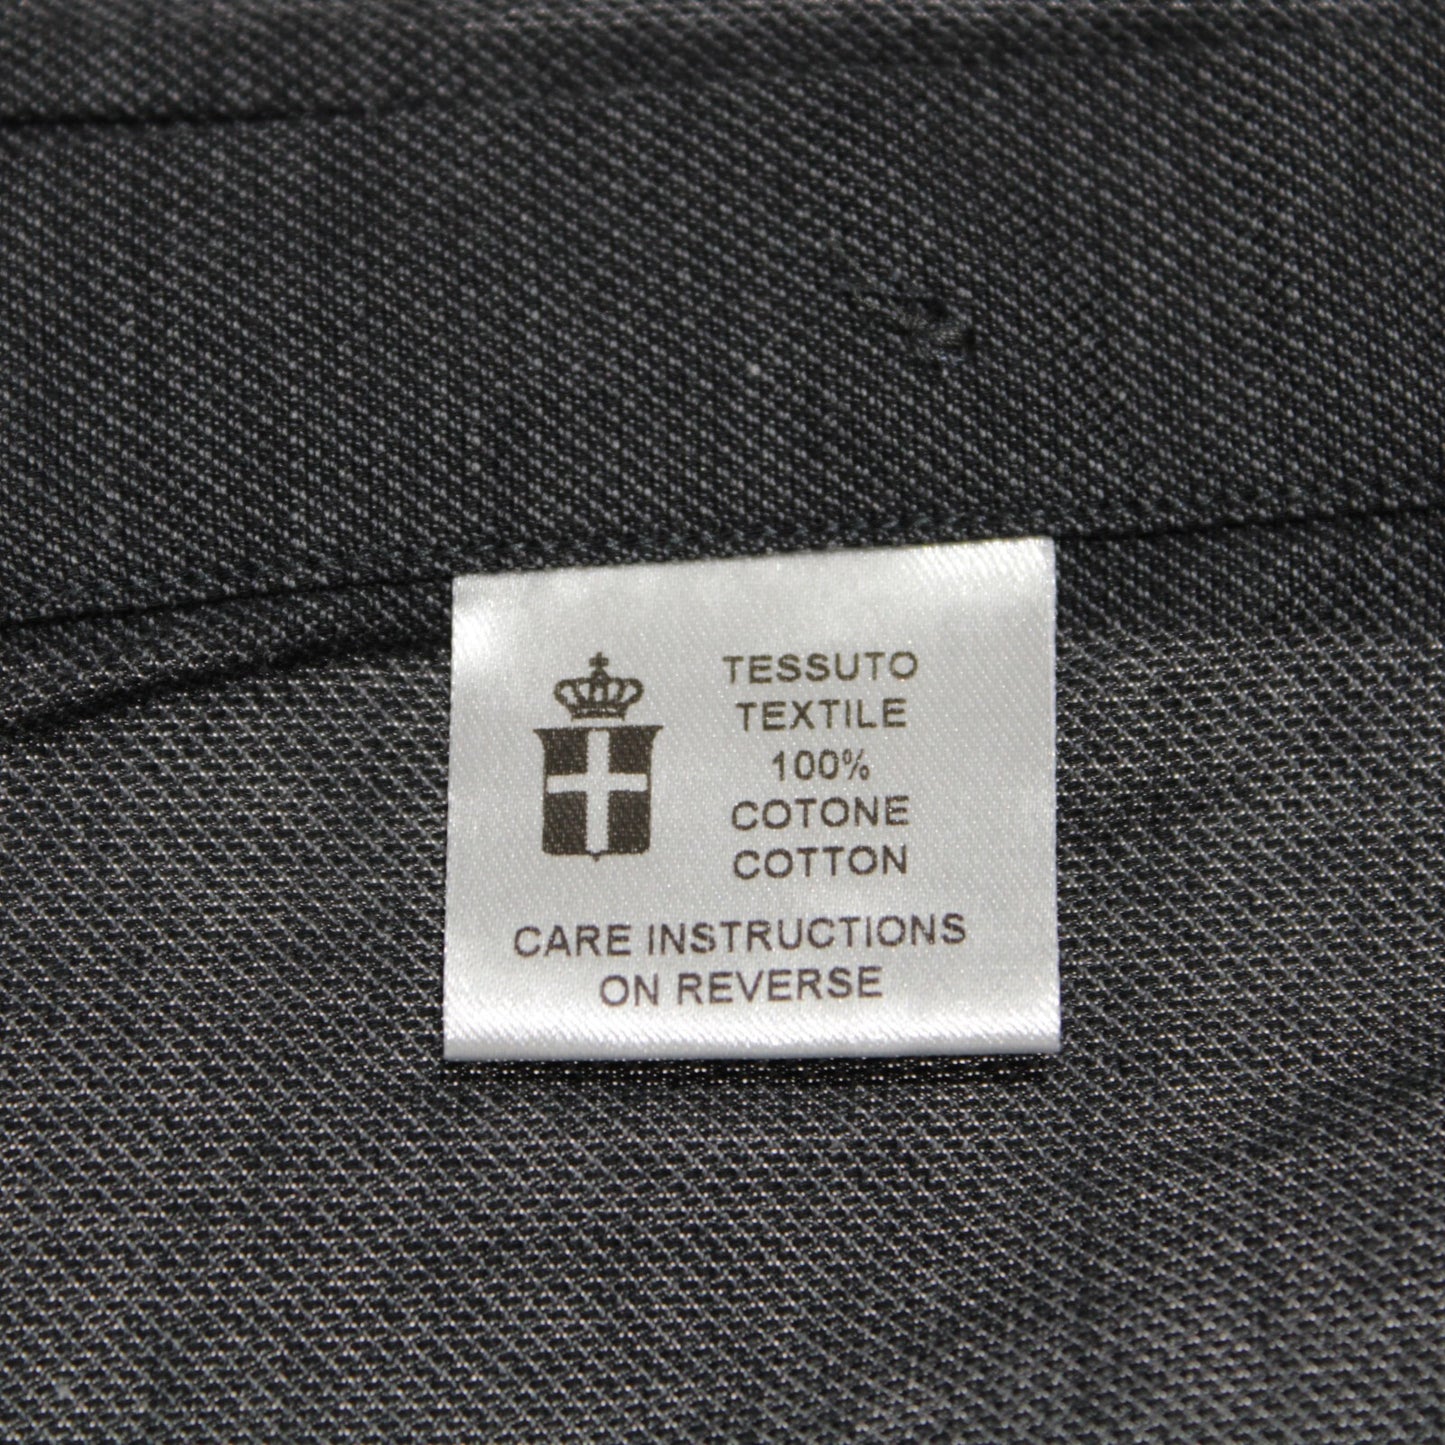 TESSUTO
TEXTILE
100%
COTONE
COTTON
CARE INSTRUCTIONS
ON REVERSE